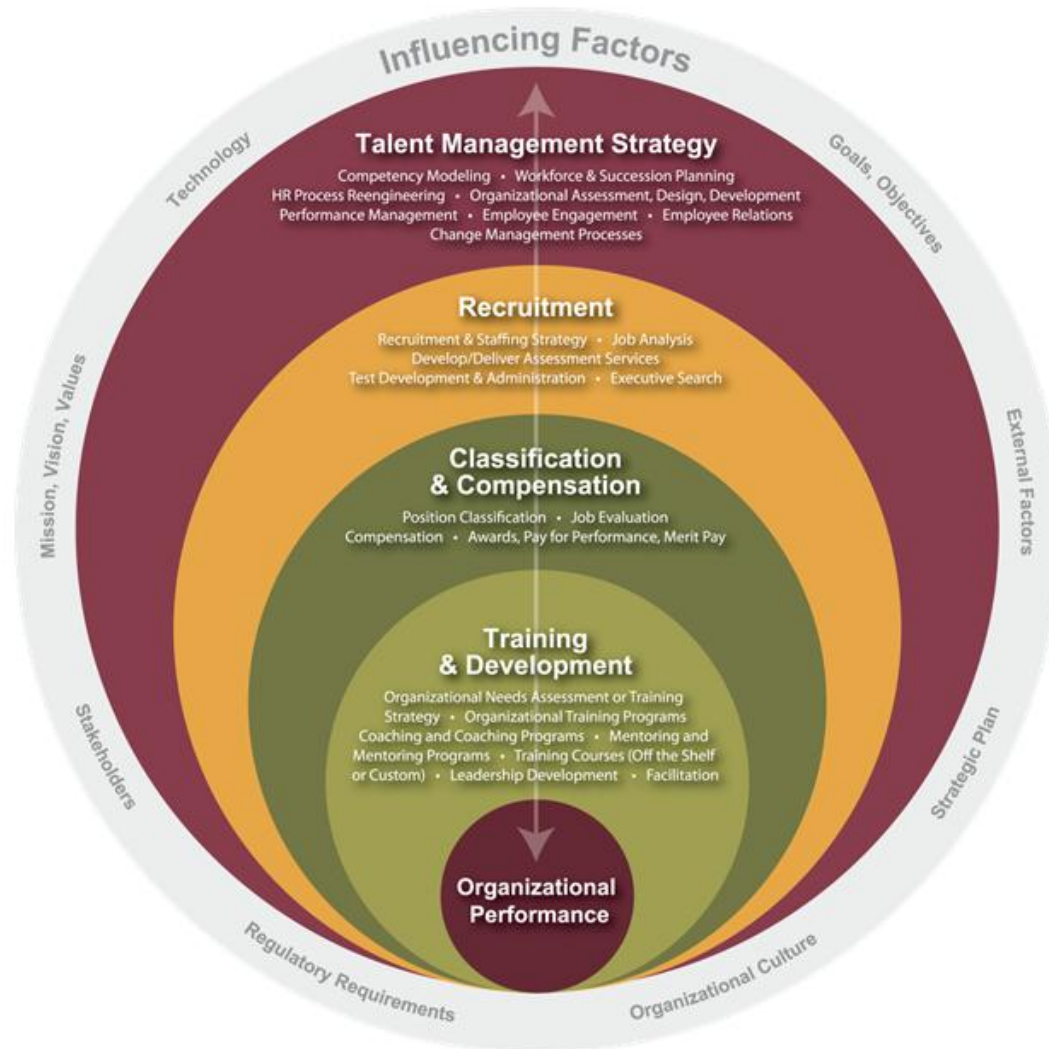 Influencing Factors
Technology
Goals, Objectives
Talent Management Strategy
Competency Modeling • Workforce & Succession Planning
HR Process Reengineering • Organizational Assessment, Design, Development
Performance Management • Employee Engagement • Employee Relations
Change Management Processes
Recruitment
Recruitment & Staffing Strategy • Job Analysis
Develop/Deliver Assessment Services
Test Development & Administration • Executive Search
Mission, Vision, Values
External Factors
Classification
& Compensation
Position Classification • Job Evaluation
Compensation • Awards, Pay for Performance, Merit Pay
Training
& Development
Organizational Needs Assessment or Training
Strategy • Organizational Training Programs
Coaching and Coaching Programs • Mentoring and
Mentoring Programs • Training Courses (Off the Shelf
or Custom) • Leadership Development • Facilitation
Stakeholders
Strategic Plan
Organizational
Performance
Regulatory Requirements
Organizational Culture